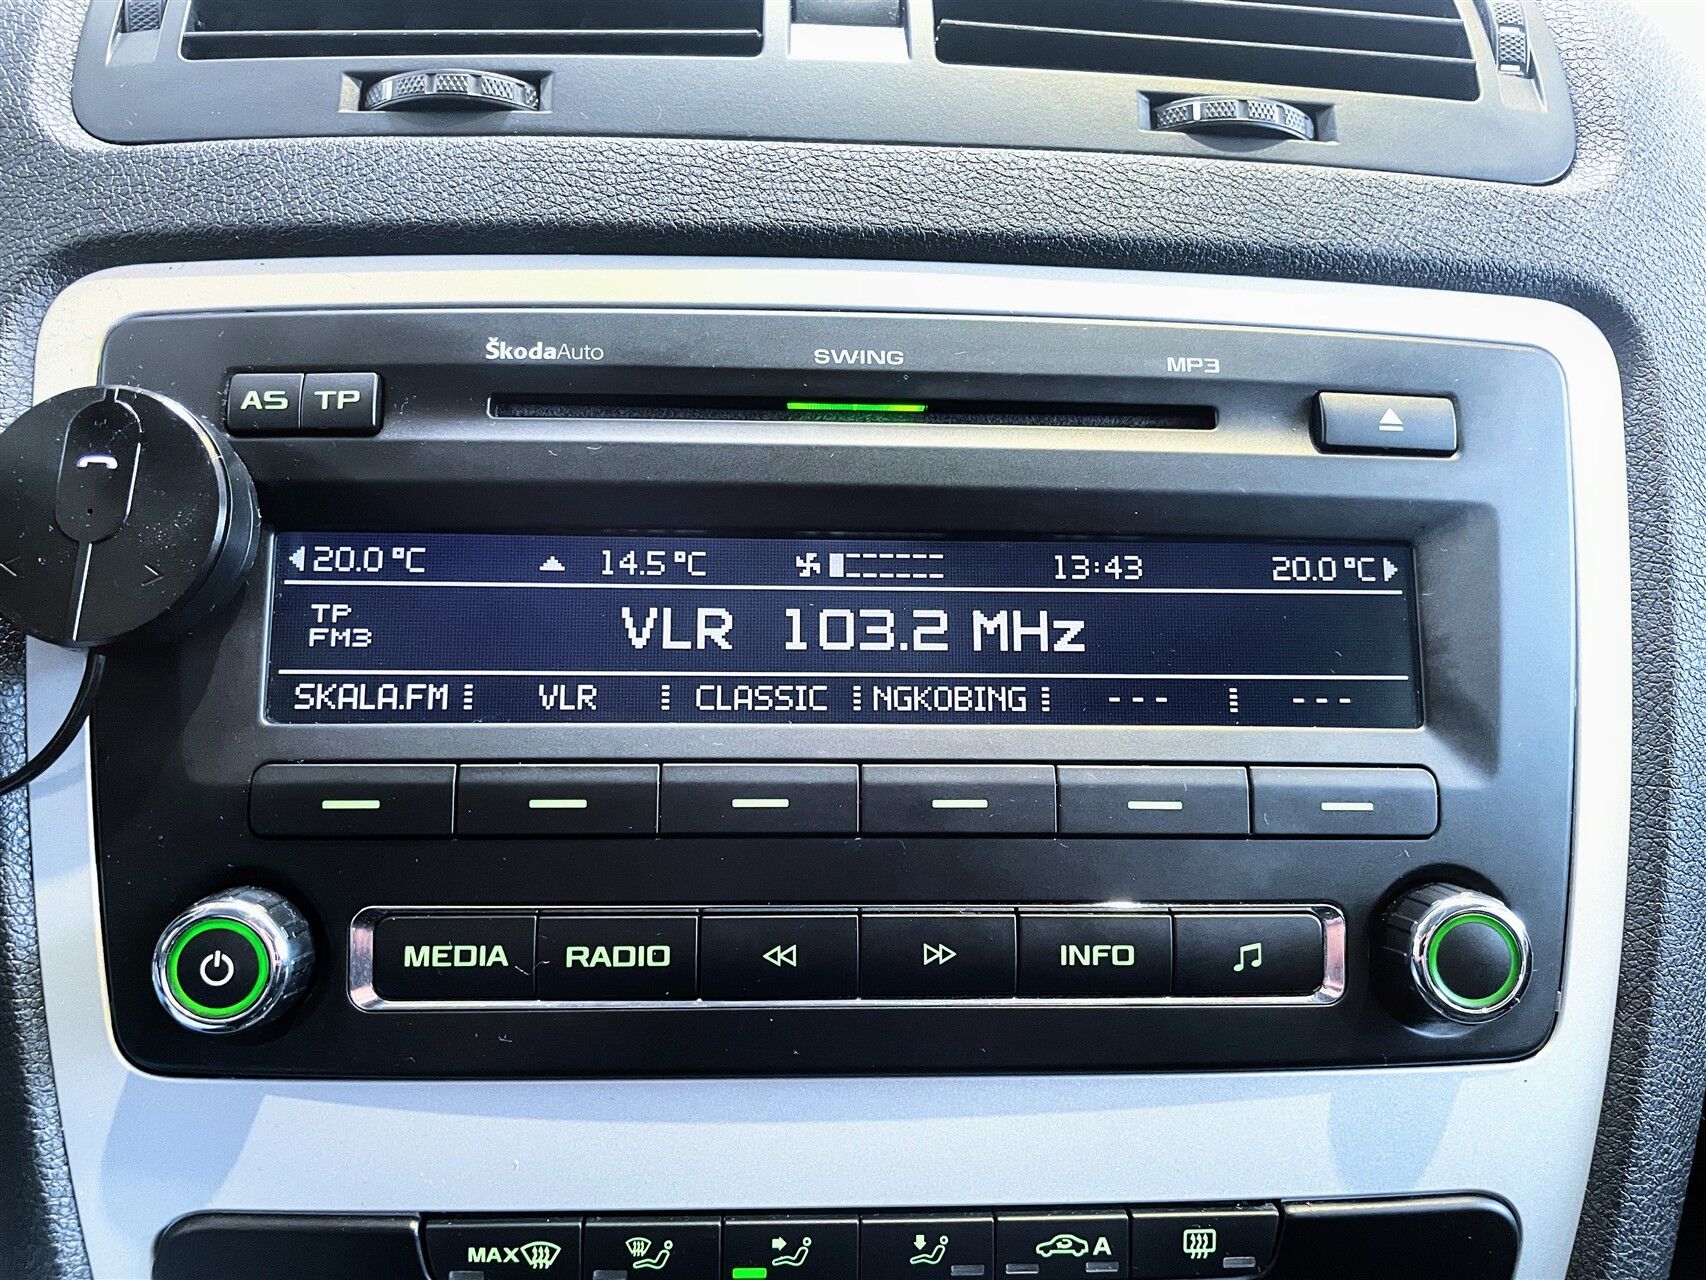 ŠkodaAuto SWING MP3
AS TP
20.0 °C 14.5 °C 13:43 20.0 °C
TP
FM3
VLR 103.2 MHz
SKALA.FM VLR CLASSIC NGKOBING --- ---
MEDIA RADIO INFO
MAX A